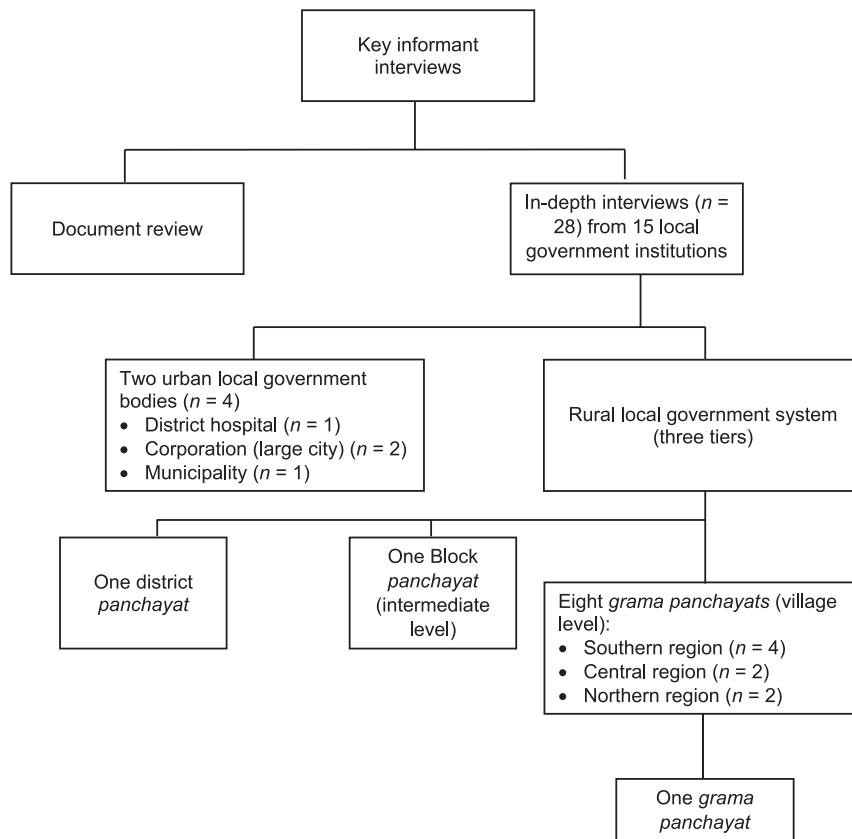 Key informant
interviews
Document review
In-depth interviews (n =
28) from 15 local
government institutions
Two urban local government
bodies (n = 4)
• District hospital (n = 1)
• Corporation (large city) (n = 2)
• Municipality (n = 1)
Rural local government system
(three tiers)
One district
panchayat
One Block
panchayat
(intermediate
level)
Eight grama panchayats (village
level):
• Southern region (n = 4)
• Central region (n = 2)
• Northern region (n = 2)
One grama
panchayat